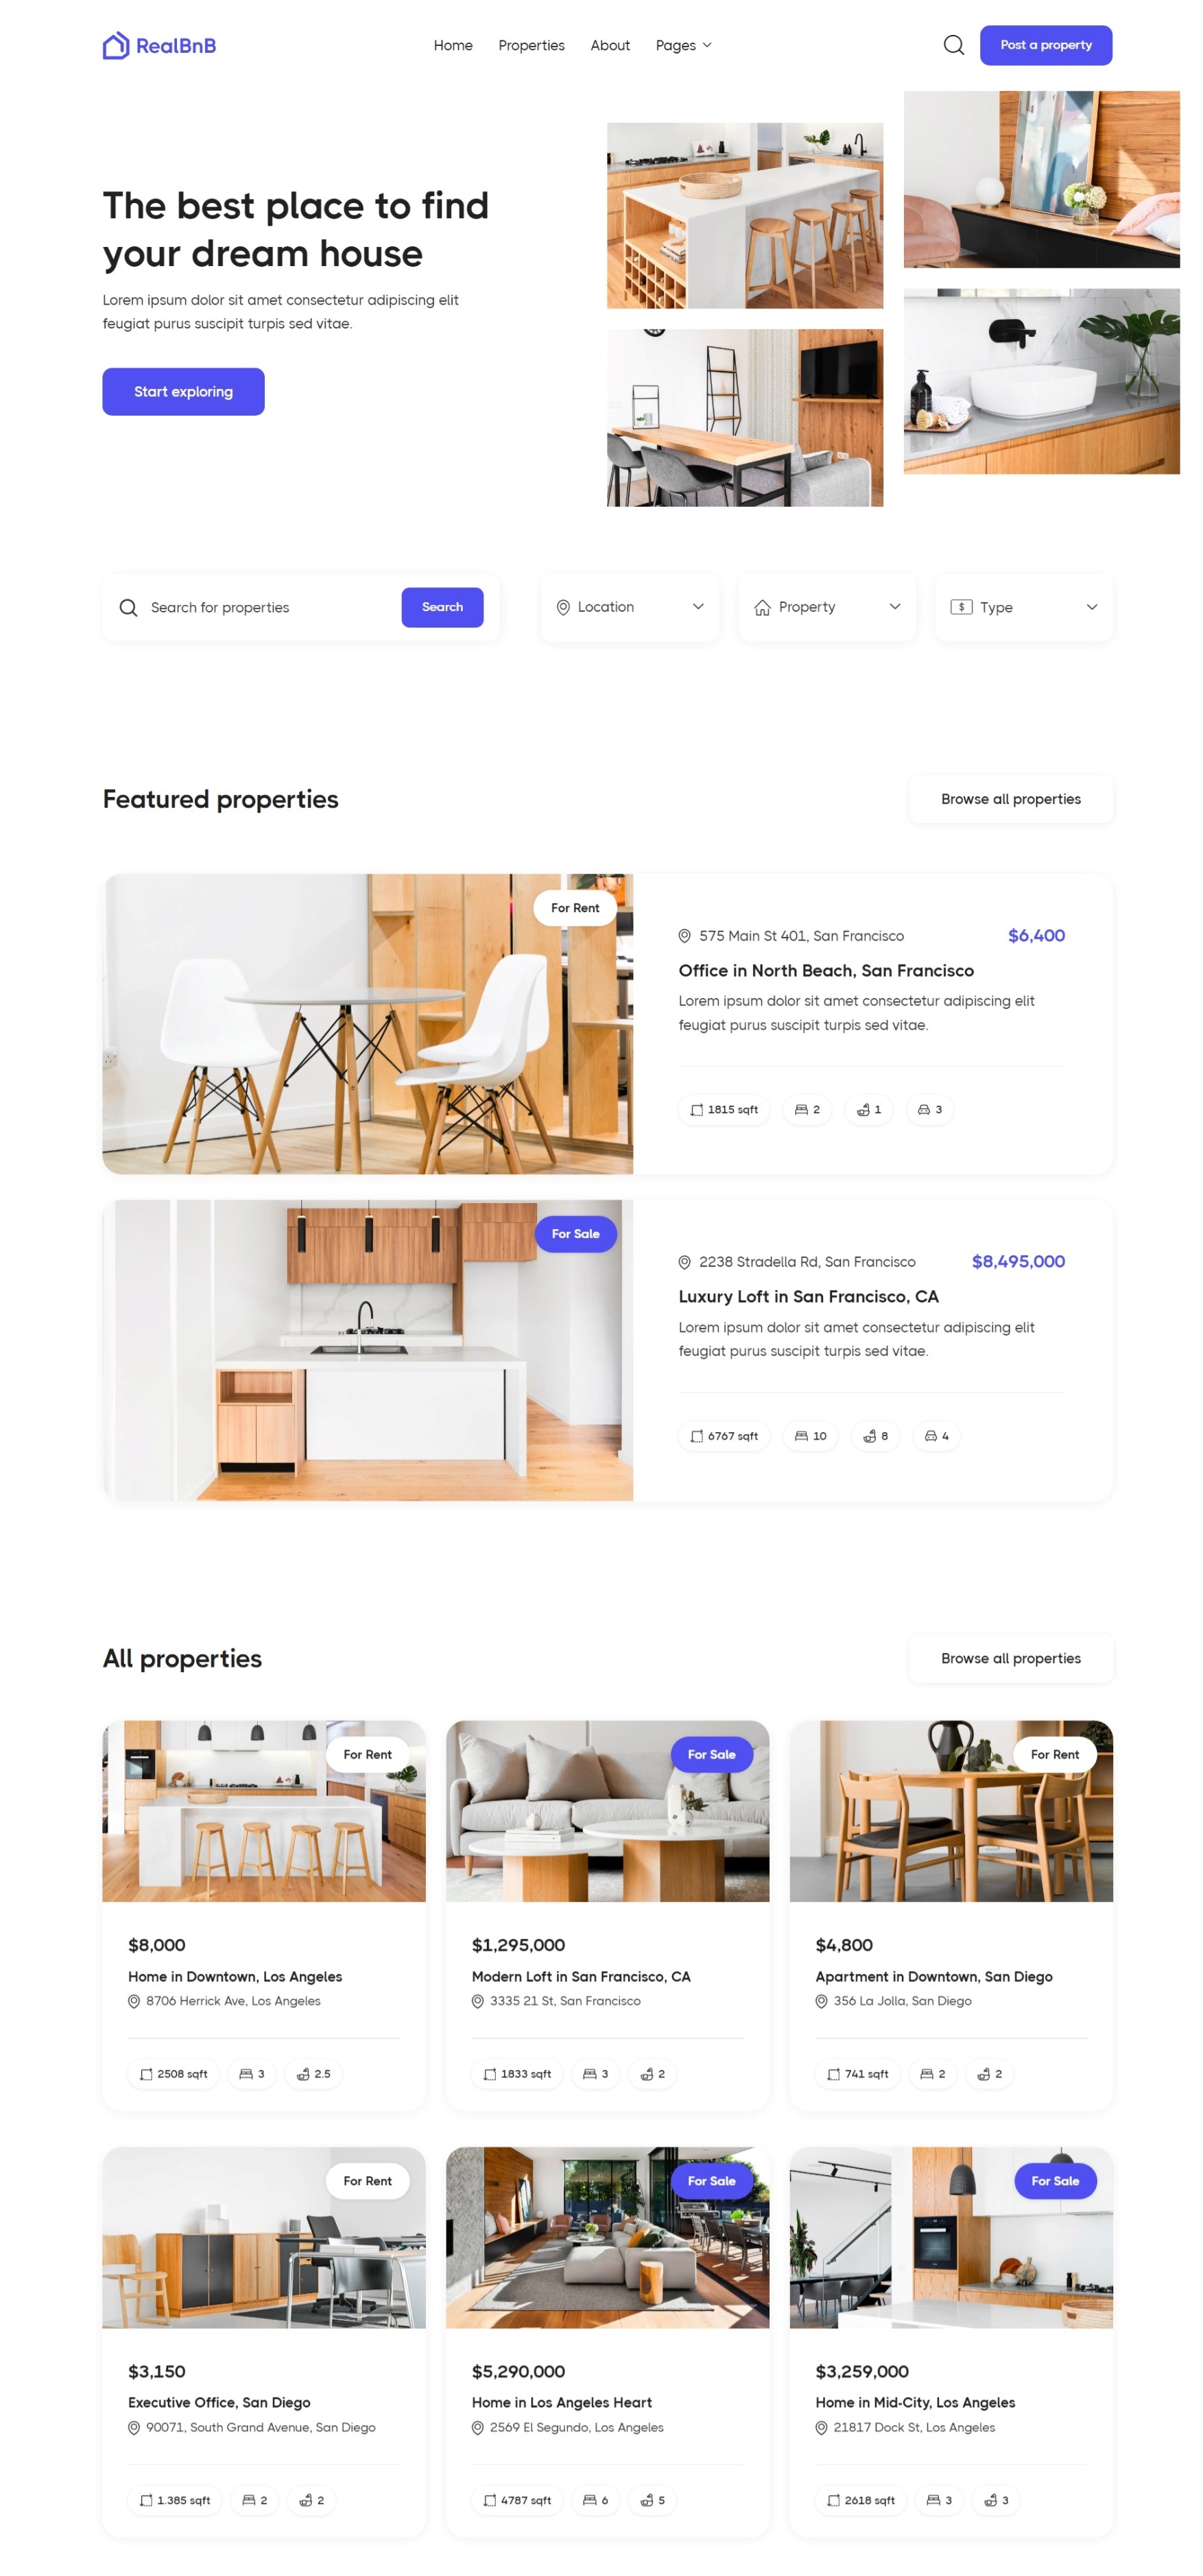 RealBnB
Home
Properties
About
Pages
Post a property
The best place to find
your dream house
Lorem ipsum dolor sit amet consectetur adipiscing elit
feugiat purus suscipit turpis sed vitae.
Start exploring
Search for properties
Search
Location
Property
$ Type
Featured properties
Browse all properties
For Rent
575 Main St 401, San Francisco
$6,400
Office in North Beach, San Francisco
Lorem ipsum dolor sit amet consectetur adipiscing elit
feugiat purus suscipit turpis sed vitae.
1815 sqft
2
1
3
For Sale
2238 Stradella Rd, San Francisco
$8,495,000
Luxury Loft in San Francisco, CA
Lorem ipsum dolor sit amet consectetur adipiscing elit
feugiat purus suscipit turpis sed vitae.
6767 sqft
10
8
4
All properties
Browse all properties
For Rent
$8,000
Home in Downtown, Los Angeles
8706 Herrick Ave, Los Angeles
2508 sqft
3
2.5
For Sale
$1,295,000
Modern Loft in San Francisco, CA
3335 21 St, San Francisco
1833 sqft
3
2
For Rent
$4,800
Apartment in Downtown, San Diego
356 La Jolla, San Diego
741 sqft
2
2
For Rent
$3,150
Executive Office, San Diego
90071, South Grand Avenue, San Diego
1.385 sqft
2
2
For Sale
$5,290,000
Home in Los Angeles Heart
2569 El Segundo, Los Angeles
4787 sqft
6
5
For Sale
$3,259,000
Home in Mid-City, Los Angeles
21817 Dock St, Los Angeles
2618 sqft
3
3